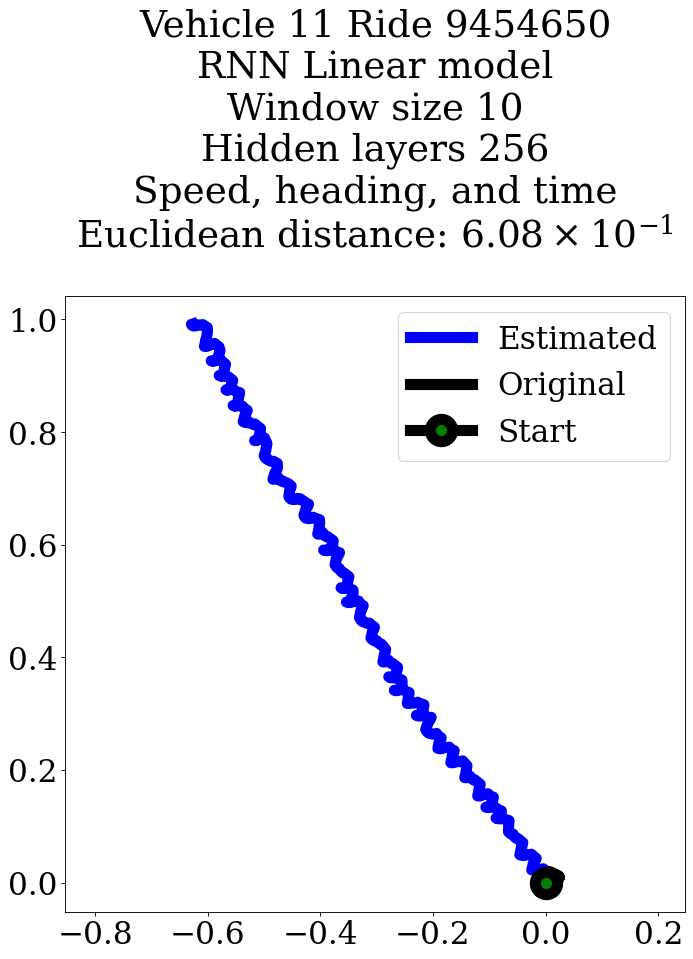 Vehicle 11 Ride 9454650
RNN Linear model
Window size 10
Hidden layers 256
Speed, heading, and time
Euclidean distance: 6.08 × 10⁻¹
Estimated
Original
Start
1.0
0.8
0.6
0.4
0.2
0.0
−0.8 −0.6 −0.4 −0.2 0.0 0.2